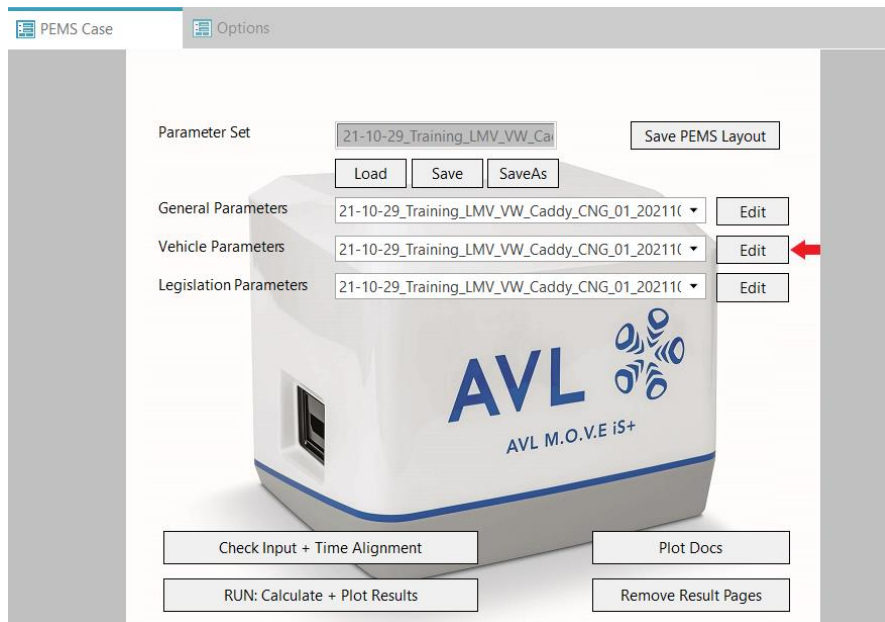 PEMS Case Options
Parameter Set 21-10-29_Training_LMV_VW_Ca Save PEMS Layout
Load Save SaveAs
General Parameters 21-10-29_Training_LMV_VW_Caddy_CNG_01_20211( Edit
Vehicle Parameters 21-10-29_Training_LMV_VW_Caddy_CNG_01_20211( Edit
Legislation Parameters 21-10-29_Training_LMV_VW_Caddy_CNG_01_20211( Edit
AVL
AVL M.O.V.E iS+
Check Input + Time Alignment Plot Docs
RUN: Calculate + Plot Results Remove Result Pages